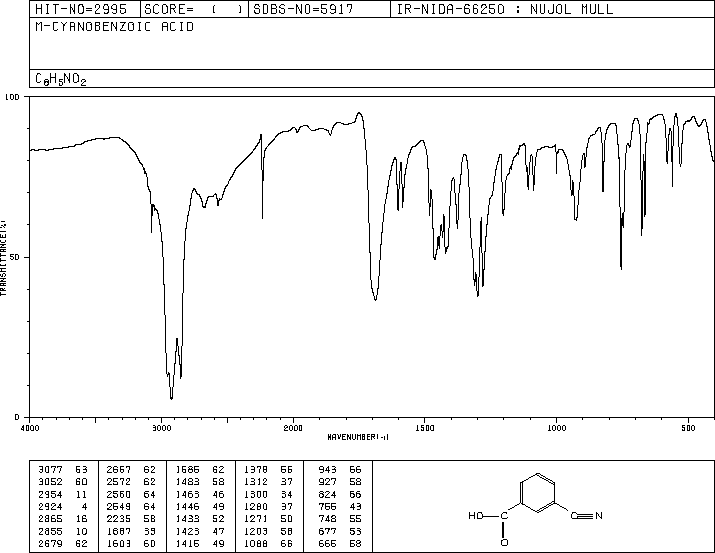 HIT-NO=2995 SCORE= ( ) SDBS-NO=5917 IR-NIDA-66250 : NUJOL MULL
M-CYANOBENZOIC ACID
C8H5NO2
100
50
0
TRANSMITTANCE(%)
4000 3000 2000 1500 1000 500
WAVENUMBER(-1)
3077 63 2667 62 1686 62 1378 56 943 66
3052 60 2572 62 1483 58 1312 37 927 58
2954 11 2560 64 1463 46 1300 34 824 66
2924 4 2549 64 1446 49 1280 37 755 43
2865 16 2235 58 1433 52 1271 50 748 55
2855 10 1687 35 1423 47 1203 58 677 53
2679 62 1603 60 1415 49 1088 66 666 58
HO C C N
O